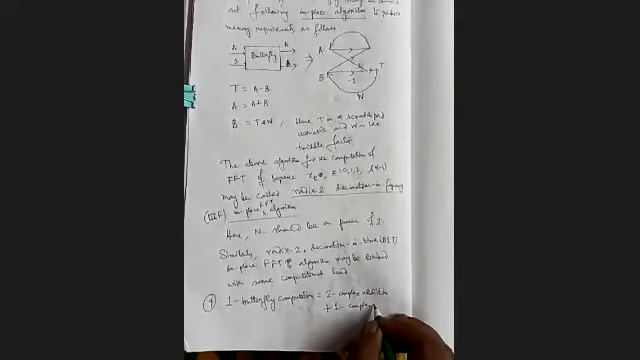 out following in-place algorithm to reduce
memory requirements as follows:
A
B
Butterfly
A
B
⇒
A
B
T
-1
W
T = A - B
A = A + B
B = T * W, Here T is a
variable and W is the
twiddle factor
The above algorithm for the computation of
FFT of sequence k = 0, 1, 2, (N-1)
may be called radix-2 decimation-in frequency
(DIF) in-place FFT algorithm
Here, N- should be a power of 2.
Similarly, radix-2 decimation-in-time (DIT)
in-place FFT algorithm may be derived
with same computational load
1- butterfly computation = 2- complex additions
+ 1- complex